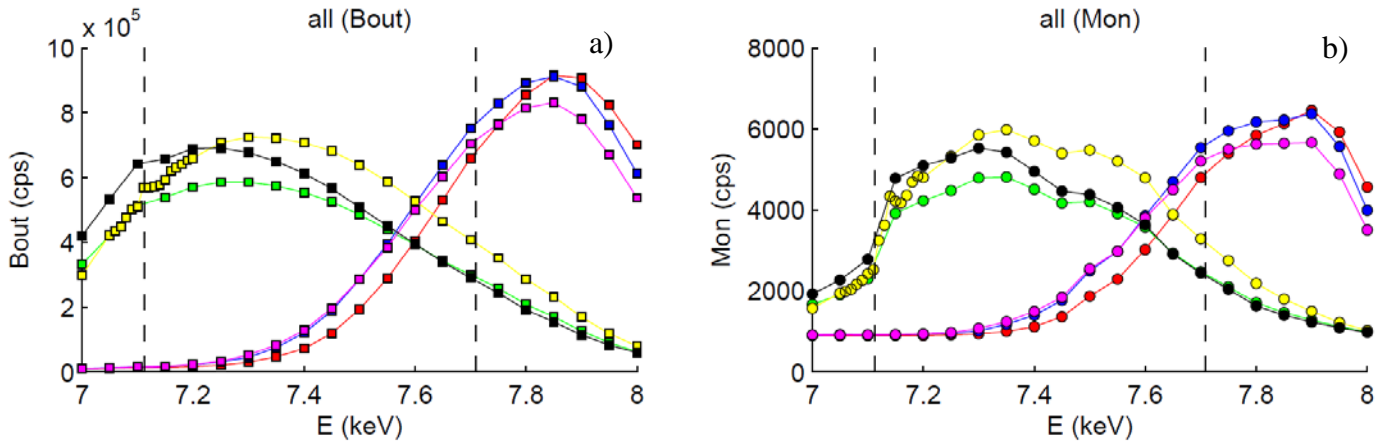 all (Bout)
x 10^5
a)
10
8
6
4
2
0
Bout (cps)
7
7.2
7.4
7.6
7.8
8
E (keV)
all (Mon)
b)
8000
6000
4000
2000
0
Mon (cps)
7
7.2
7.4
7.6
7.8
8
E (keV)